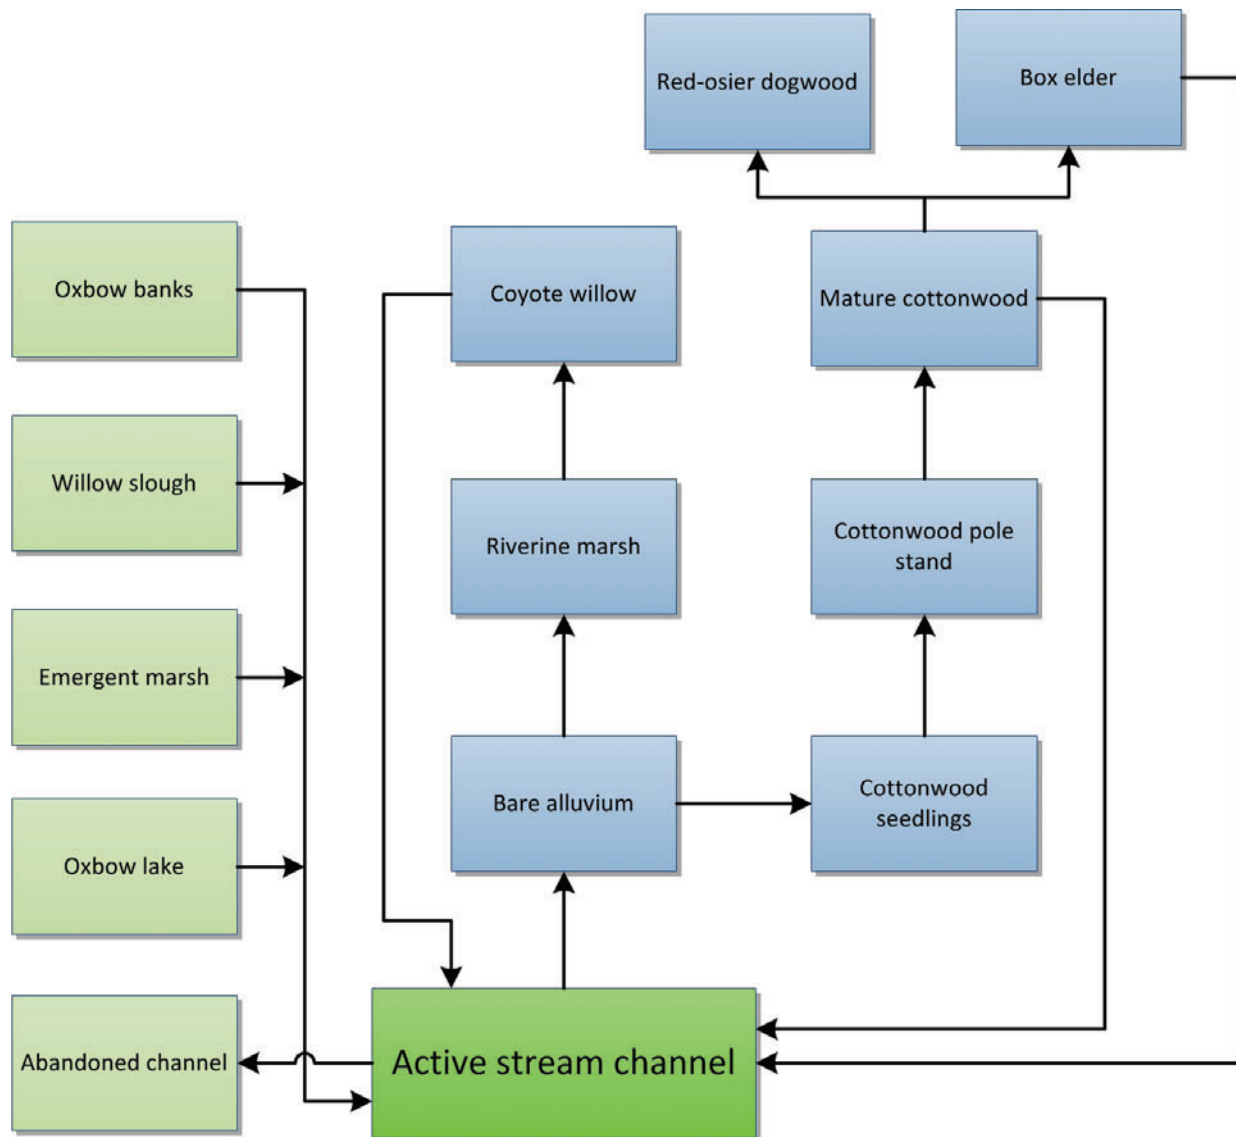 Red-osier dogwood
Box elder
Oxbow banks
Coyote willow
Mature cottonwood
Willow slough
Riverine marsh
Cottonwood pole
stand
Emergent marsh
Bare alluvium
Cottonwood
seedlings
Oxbow lake
Abandoned channel
Active stream channel